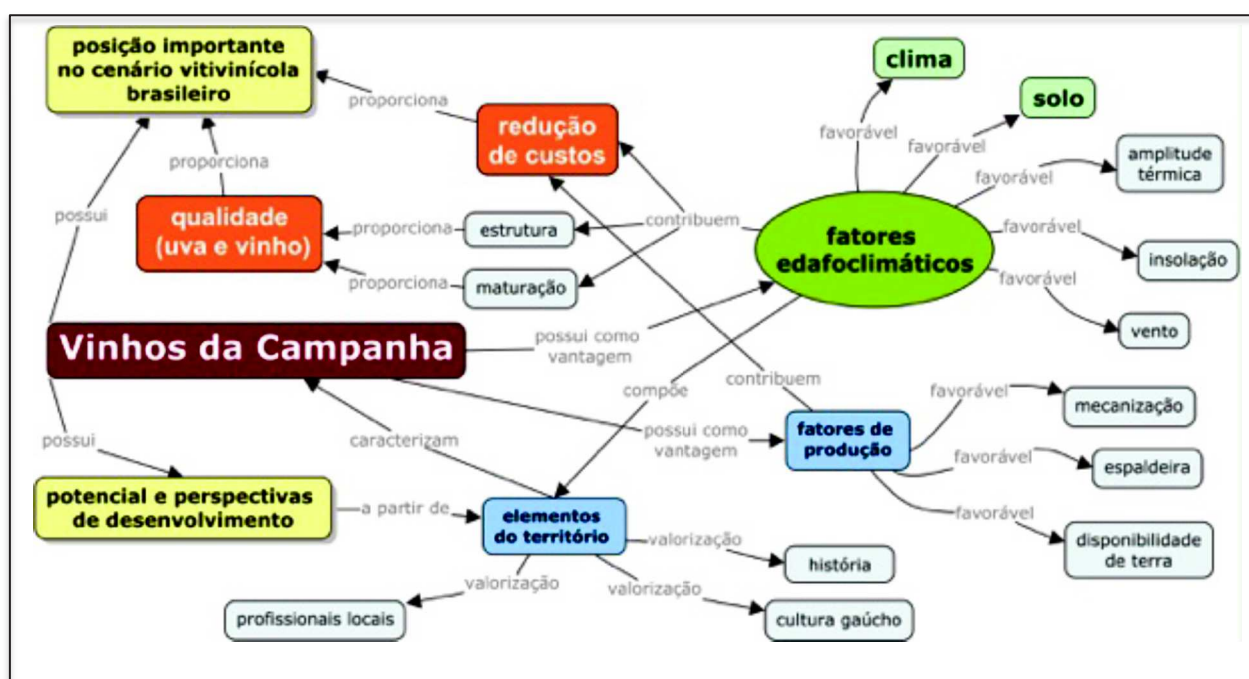 posição importante
no cenário vitivinícola
brasileiro
clima
solo
proporciona
redução
de custos
favorável
favorável
amplitude
térmica
favorável
proporciona
possui
qualidade
(uva e vinho)
proporciona
estrutura
contribuem
fatores
edafoclimáticos
favorável
insolação
proporciona
maturação
favorável
vento
Vinhos da Campanha
possui como
vantagem
compõe
contribuem
favorável
mecanização
possui
caracterizam
possui como
vantagem
fatores de
produção
favorável
espaldeira
potencial e perspectivas
de desenvolvimento
a partir de
elementos
do território
favorável
disponibilidade
de terra
valorização
história
valorização
valorização
profissionais locais
cultura gaúcho